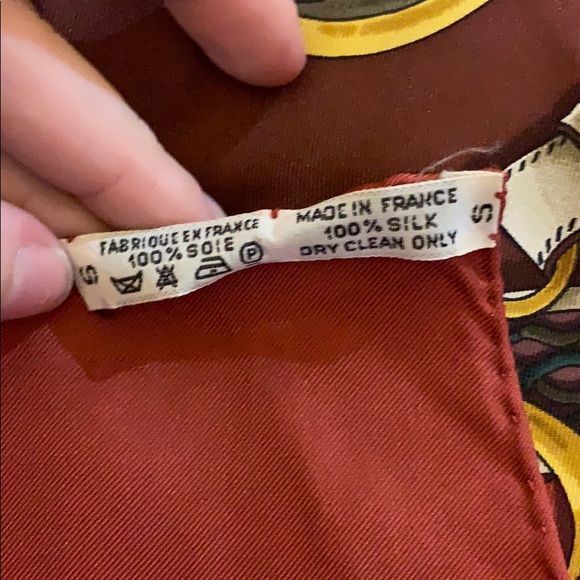 FABRIQUE EN FRANCE
100% SOIE
P
S
MADE IN FRANCE
100% SILK
DRY CLEAN ONLY
S